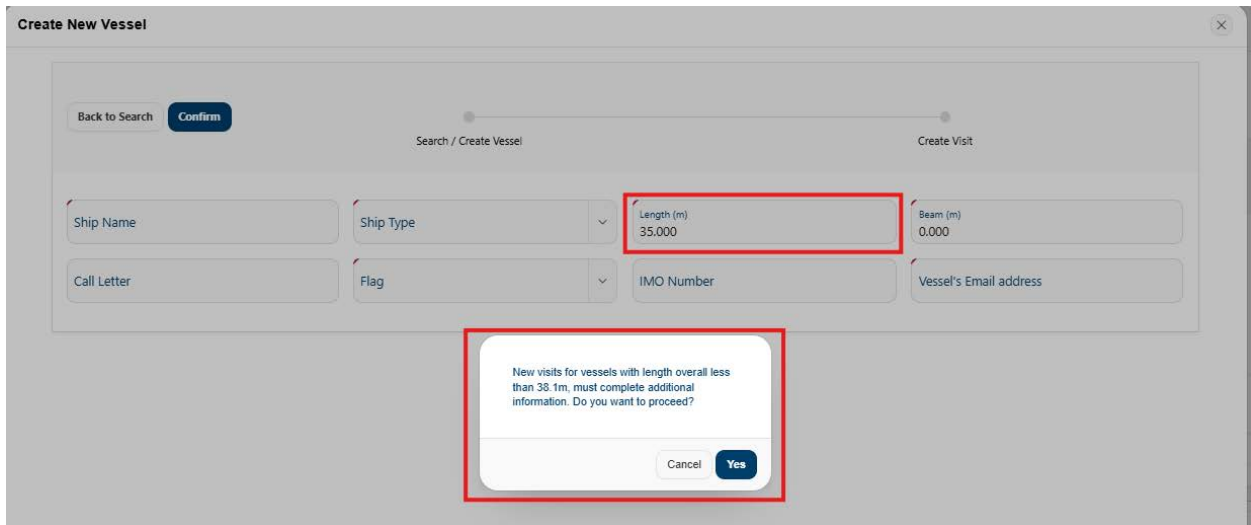 Create New Vessel
Back to Search
Confirm
Search / Create Vessel
Create Visit
Ship Name
Ship Type
Length (m)
35.000
Beam (m)
0.000
Call Letter
Flag
IMO Number
Vessel's Email address
New visits for vessels with length overall less
than 38.1m, must complete additional
information. Do you want to proceed?
Cancel
Yes